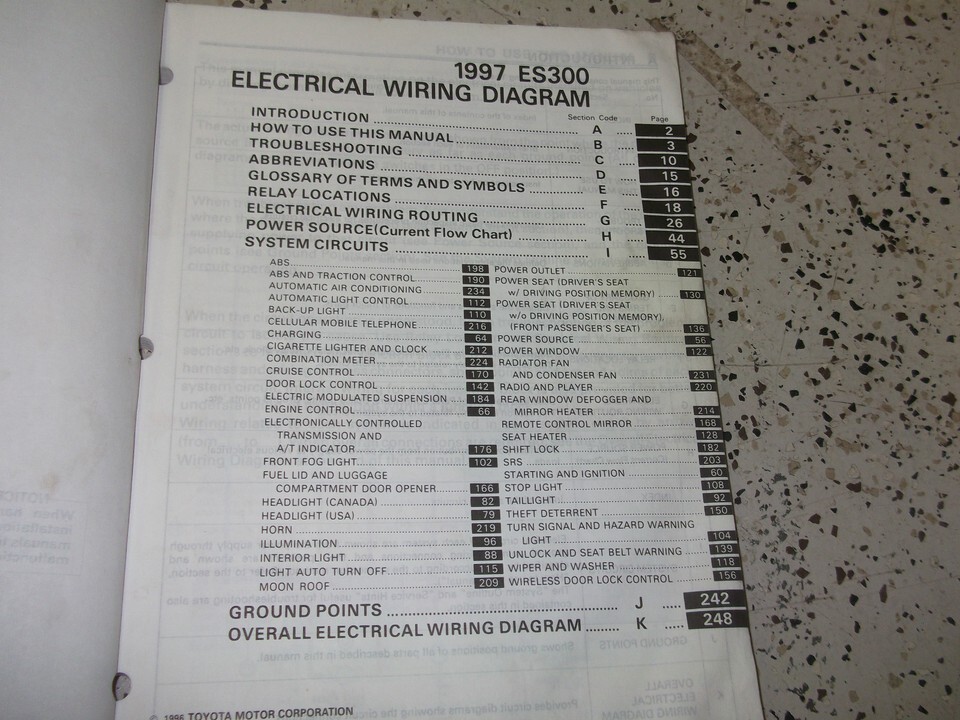 1997 ES300
ELECTRICAL WIRING DIAGRAM
Section Code Page
INTRODUCTION A 2
HOW TO USE THIS MANUAL B 3
TROUBLESHOOTING C 10
ABBREVIATIONS D 15
GLOSSARY OF TERMS AND SYMBOLS E 16
RELAY LOCATIONS F 18
ELECTRICAL WIRING ROUTING G 26
POWER SOURCE(Current Flow Chart) H 44
SYSTEM CIRCUITS I 55
ABS 198
ABS AND TRACTION CONTROL 190
AUTOMATIC AIR CONDITIONING 234
AUTOMATIC LIGHT CONTROL 112
BACK-UP LIGHT 110
CELLULAR MOBILE TELEPHONE 216
CHARGING 64
CIGARETTE LIGHTER AND CLOCK 212
COMBINATION METER 224
CRUISE CONTROL 170
DOOR LOCK CONTROL 142
ELECTRIC MODULATED SUSPENSION 184
ENGINE CONTROL 66
ELECTRONICALLY CONTROLLED
TRANSMISSION AND
A/T INDICATOR 176
FRONT FOG LIGHT 102
FUEL LID AND LUGGAGE
COMPARTMENT DOOR OPENER 166
HEADLIGHT (CANADA) 82
HEADLIGHT (USA) 79
HORN 219
ILLUMINATION 96
INTERIOR LIGHT 88
LIGHT AUTO TURN OFF 115
MOON ROOF 209
POWER OUTLET 121
POWER SEAT (DRIVER'S SEAT
w/ DRIVING POSITION MEMORY) 130
POWER SEAT (DRIVER'S SEAT
w/o DRIVING POSITION MEMORY),
(FRONT PASSENGER'S SEAT) 136
POWER SOURCE 56
POWER WINDOW 122
RADIATOR FAN
AND CONDENSER FAN 231
RADIO AND PLAYER 220
REAR WINDOW DEFOGGER AND
MIRROR HEATER 214
REMOTE CONTROL MIRROR 168
SEAT HEATER 128
SHIFT LOCK 182
SRS 203
STARTING AND IGNITION 60
STOP LIGHT 108
TAILLIGHT 92
THEFT DETERRENT 150
TURN SIGNAL AND HAZARD WARNING
LIGHT 104
UNLOCK AND SEAT BELT WARNING 139
WIPER AND WASHER 118
WIRELESS DOOR LOCK CONTROL 156
GROUND POINTS J 242
OVERALL ELECTRICAL WIRING DIAGRAM K 248
© 1996 TOYOTA MOTOR CORPORATION